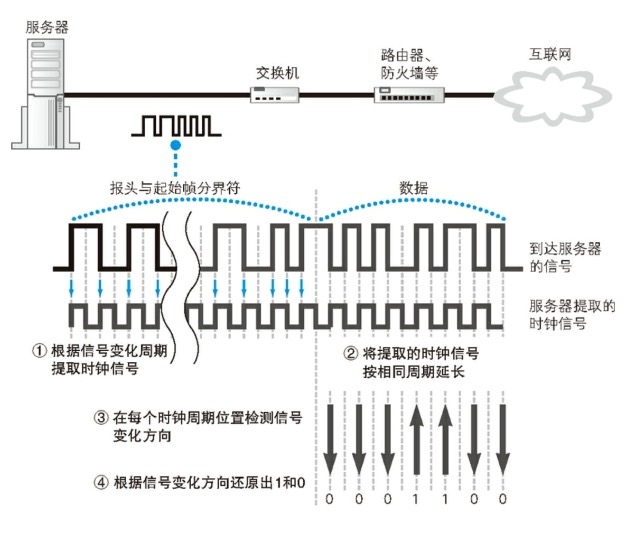 服务器
交换机
路由器、
防火墙等
互联网
报头与起始帧分界符
数据
到达服务器
的信号
服务器提取的
时钟信号
① 根据信号变化周期
提取时钟信号
② 将提取的时钟信号
按相同周期延长
③ 在每个时钟周期位置检测信号
变化方向
④ 根据信号变化方向还原出1和0
0 0 0 1 1 0 0